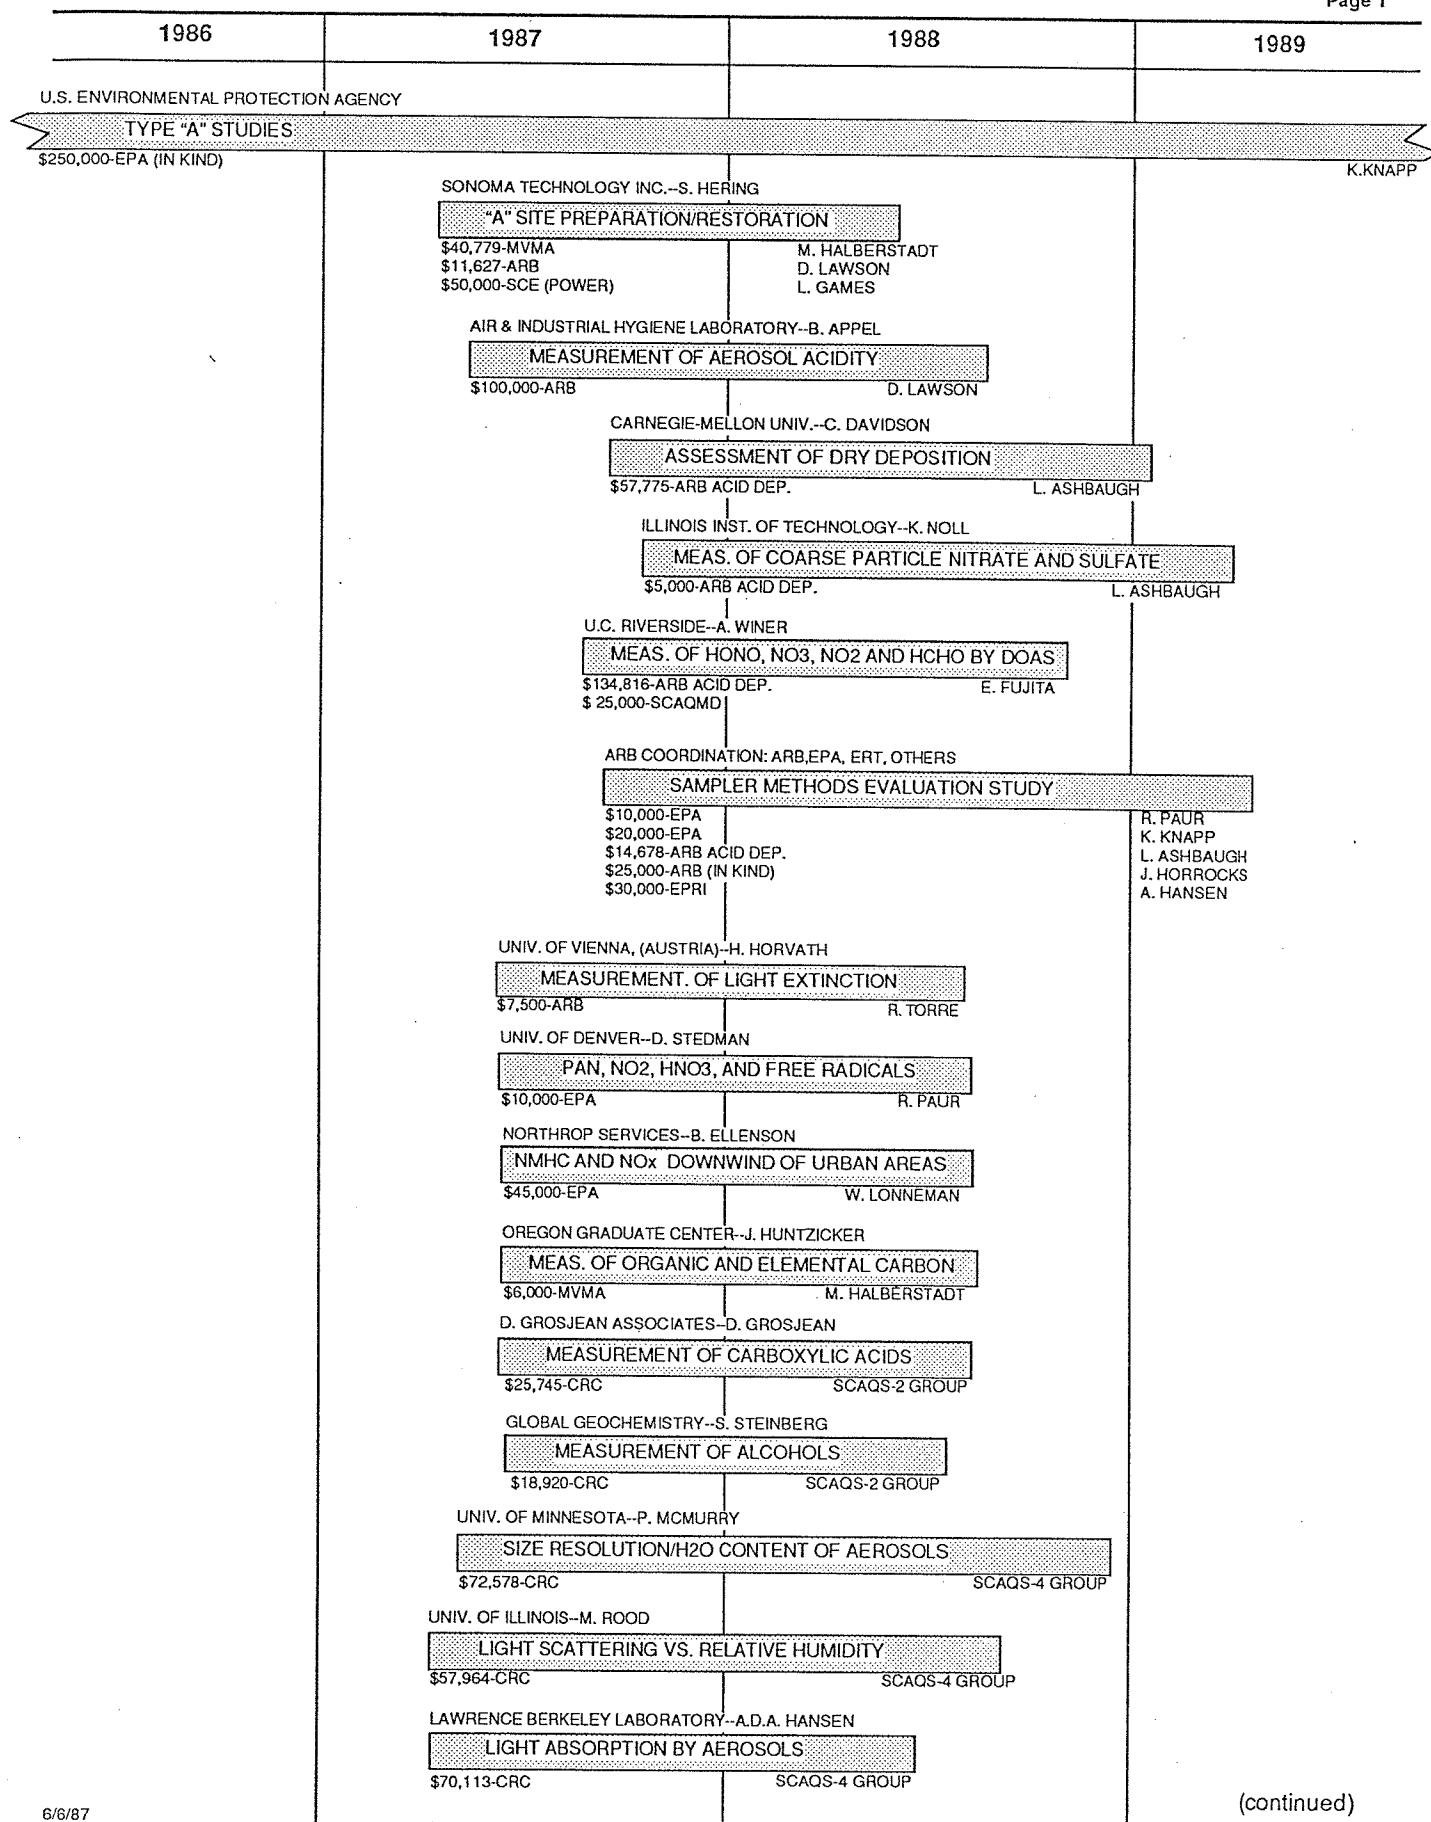 Page 1
1986 1987 1988 1989
U.S. ENVIRONMENTAL PROTECTION AGENCY
TYPE "A" STUDIES
$250,000-EPA (IN KIND) K.KNAPP
SONOMA TECHNOLOGY INC.--S. HERING
"A" SITE PREPARATION/RESTORATION
$40,779-MVMA M. HALBERSTADT
$11,627-ARB D. LAWSON
$50,000-SCE (POWER) L. GAMES
AIR & INDUSTRIAL HYGIENE LABORATORY--B. APPEL
MEASUREMENT OF AEROSOL ACIDITY
$100,000-ARB D. LAWSON
CARNEGIE-MELLON UNIV.--C. DAVIDSON
ASSESSMENT OF DRY DEPOSITION
$57,775-ARB ACID DEP. L. ASHBAUGH
ILLINOIS INST. OF TECHNOLOGY--K. NOLL
MEAS. OF COARSE PARTICLE NITRATE AND SULFATE
$5,000-ARB ACID DEP. L. ASHBAUGH
U.C. RIVERSIDE--A. WINER
MEAS. OF HONO, NO3, NO2 AND HCHO BY DOAS
$134,816-ARB ACID DEP. E. FUJITA
$ 25,000-SCAQMD
ARB COORDINATION: ARB,EPA, ERT, OTHERS
SAMPLER METHODS EVALUATION STUDY
$10,000-EPA R. PAUR
$20,000-EPA K. KNAPP
$14,678-ARB ACID DEP. L. ASHBAUGH
$25,000-ARB (IN KIND) J. HORROCKS
$30,000-EPRI A. HANSEN
UNIV. OF VIENNA, (AUSTRIA)--H. HORVATH
MEASUREMENT. OF LIGHT EXTINCTION
$7,500-ARB R. TORRE
UNIV. OF DENVER--D. STEDMAN
PAN, NO2, HNO3, AND FREE RADICALS
$10,000-EPA R. PAUR
NORTHROP SERVICES--B. ELLENSON
NMHC AND NOx DOWNWIND OF URBAN AREAS
$45,000-EPA W. LONNEMAN
OREGON GRADUATE CENTER--J. HUNTZICKER
MEAS. OF ORGANIC AND ELEMENTAL CARBON
$6,000-MVMA M. HALBERSTADT
D. GROSJEAN ASSOCIATES--D. GROSJEAN
MEASUREMENT OF CARBOXYLIC ACIDS
$25,745-CRC SCAQS-2 GROUP
GLOBAL GEOCHEMISTRY--S. STEINBERG
MEASUREMENT OF ALCOHOLS
$18,920-CRC SCAQS-2 GROUP
UNIV. OF MINNESOTA--P. MCMURRY
SIZE RESOLUTION/H2O CONTENT OF AEROSOLS
$72,578-CRC SCAQS-4 GROUP
UNIV. OF ILLINOIS--M. ROOD
LIGHT SCATTERING VS. RELATIVE HUMIDITY
$57,964-CRC SCAQS-4 GROUP
LAWRENCE BERKELEY LABORATORY--A.D.A. HANSEN
LIGHT ABSORPTION BY AEROSOLS
$70,113-CRC SCAQS-4 GROUP
(continued)
6/6/87